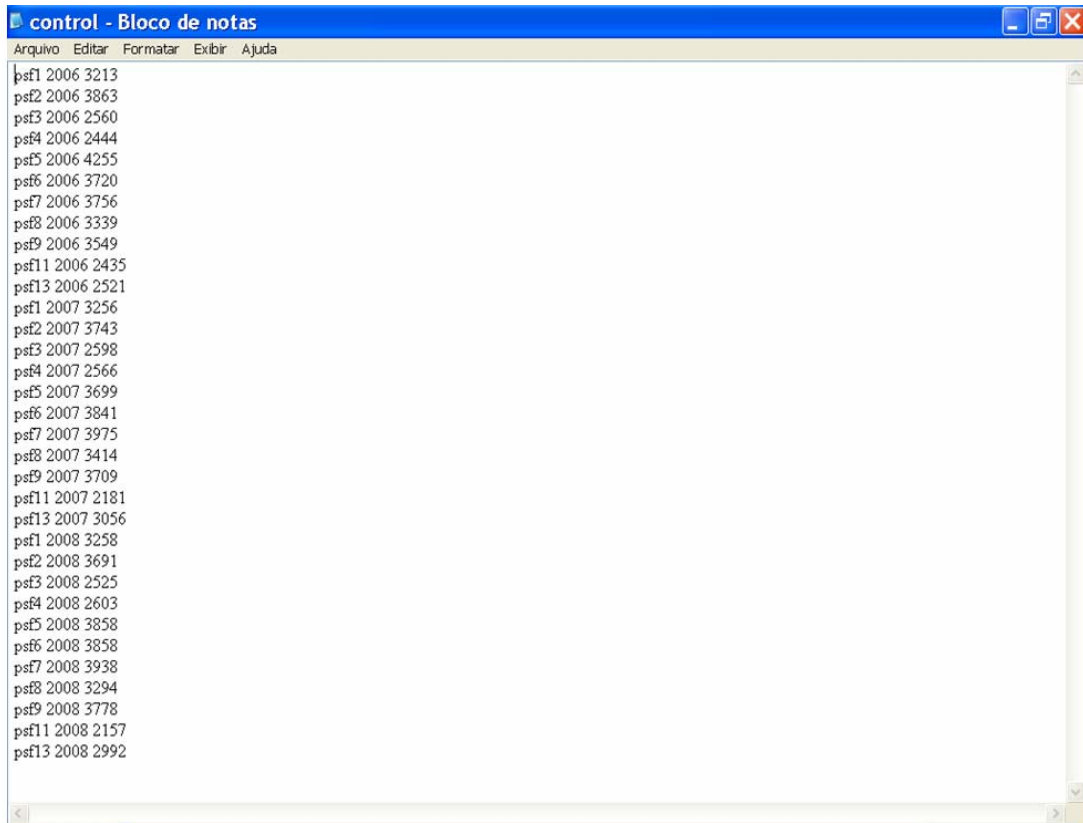 control - Bloco de notas
Arquivo Editar Formatar Exibir Ajuda
psf1 2006 3213
psf2 2006 3863
psf3 2006 2560
psf4 2006 2444
psf5 2006 4255
psf6 2006 3720
psf7 2006 3756
psf8 2006 3339
psf9 2006 3549
psf11 2006 2435
psf13 2006 2521
psf1 2007 3256
psf2 2007 3743
psf3 2007 2598
psf4 2007 2566
psf5 2007 3699
psf6 2007 3841
psf7 2007 3975
psf8 2007 3414
psf9 2007 3709
psf11 2007 2181
psf13 2007 3056
psf1 2008 3258
psf2 2008 3691
psf3 2008 2525
psf4 2008 2603
psf5 2008 3858
psf6 2008 3858
psf7 2008 3938
psf8 2008 3294
psf9 2008 3778
psf11 2008 2157
psf13 2008 2992